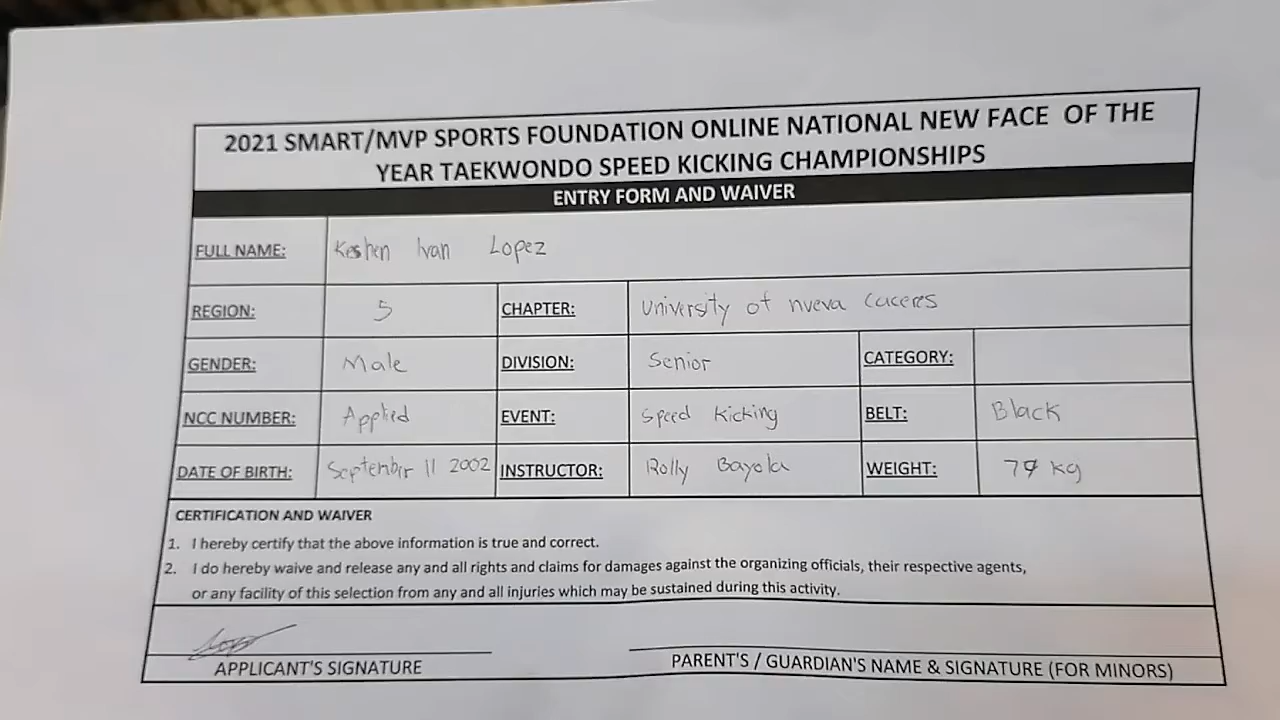 2021 SMART/MVP SPORTS FOUNDATION ONLINE NATIONAL NEW FACE OF THE
YEAR TAEKWONDO SPEED KICKING CHAMPIONSHIPS
ENTRY FORM AND WAIVER
FULL NAME: Keshen Ivan Lopez
REGION: 5 CHAPTER: University of nueva caceres
GENDER: Male DIVISION: Senior CATEGORY:
NCC NUMBER: Applied EVENT: Speed Kicking BELT: Black
DATE OF BIRTH: September 11 2002 INSTRUCTOR: Rolly Bayola WEIGHT: kg
CERTIFICATION AND WAIVER
1. I hereby certify that the above information is true and correct.
2. I do hereby waive and release any and all rights and claims for damages against the organizing officials, their respective agents,
or any facility of this selection from any and all injuries which may be sustained during this activity.
APPLICANT'S SIGNATURE PARENT'S / GUARDIAN'S NAME & SIGNATURE (FOR MINORS)